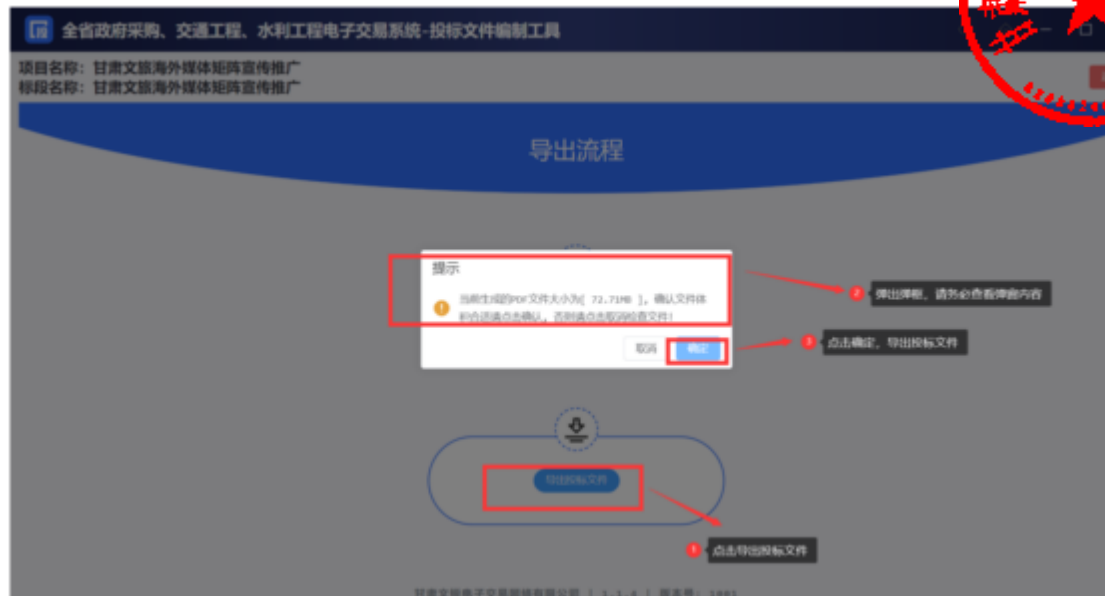 全省政府采购、交通工程、水利工程电子交易系统-投标文件编制工具
项目名称：甘肃文旅海外媒体矩阵宣传推广
标段名称：甘肃文旅海外媒体矩阵宣传推广
导出流程
提示
当前生成的PDF文件大小为[ 72.71MB ]，确认文件体
积合适请点击确认，否则请点击取消检查文件！
取消 确定
2 弹出弹框，请务必查看弹窗内容
3 点击确定，导出投标文件
导出投标文件
1 点击导出投标文件